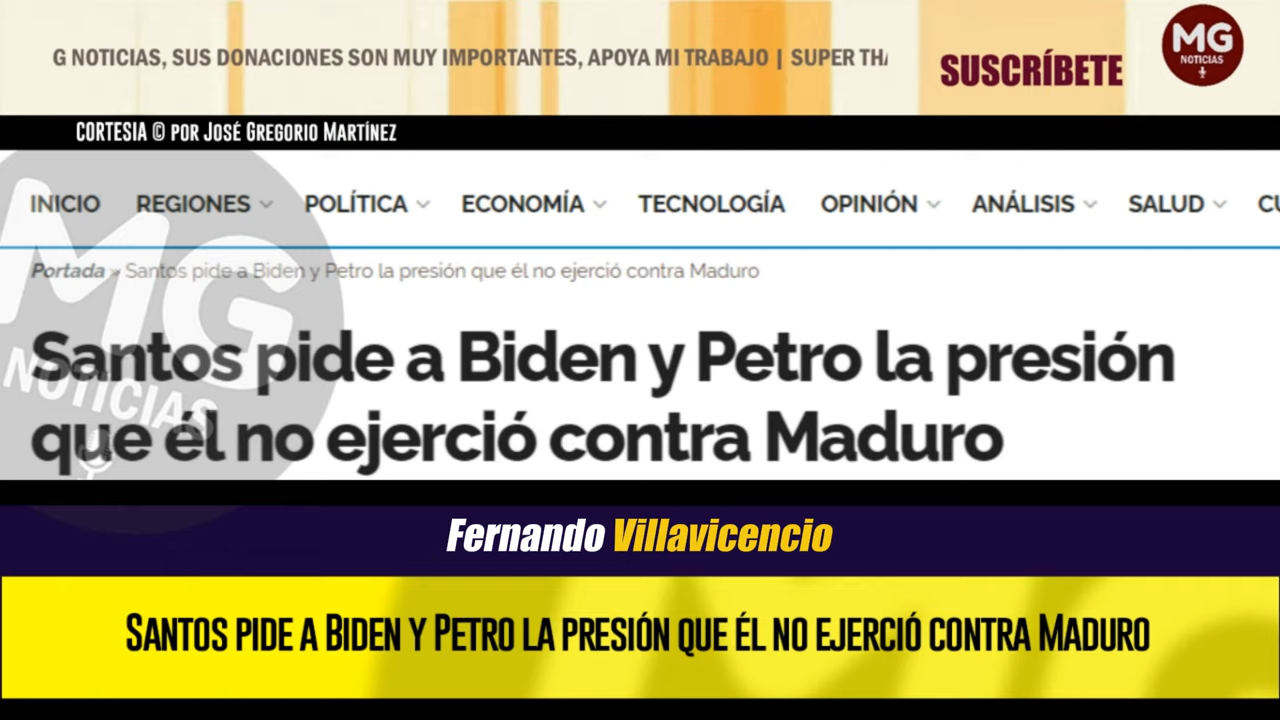 G NOTICIAS, SUS DONACIONES SON MUY IMPORTANTES, APOYA MI TRABAJO | SUPER THA
SUSCRÍBETE
MG
NOTICIAS
CORTESIA © POR JOSÉ GREGORIO MARTÍNEZ
INICIO REGIONES POLÍTICA ECONOMÍA TECNOLOGÍA OPINIÓN ANÁLISIS SALUD CU
Portada » Santos pide a Biden y Petro la presión que él no ejerció contra Maduro
Santos pide a Biden y Petro la presión
que él no ejerció contra Maduro
MG
NOTICIAS
Fernando Villavicencio
SANTOS PIDE A BIDEN Y PETRO LA PRESIÓN QUE ÉL NO EJERCIÓ CONTRA MADURO